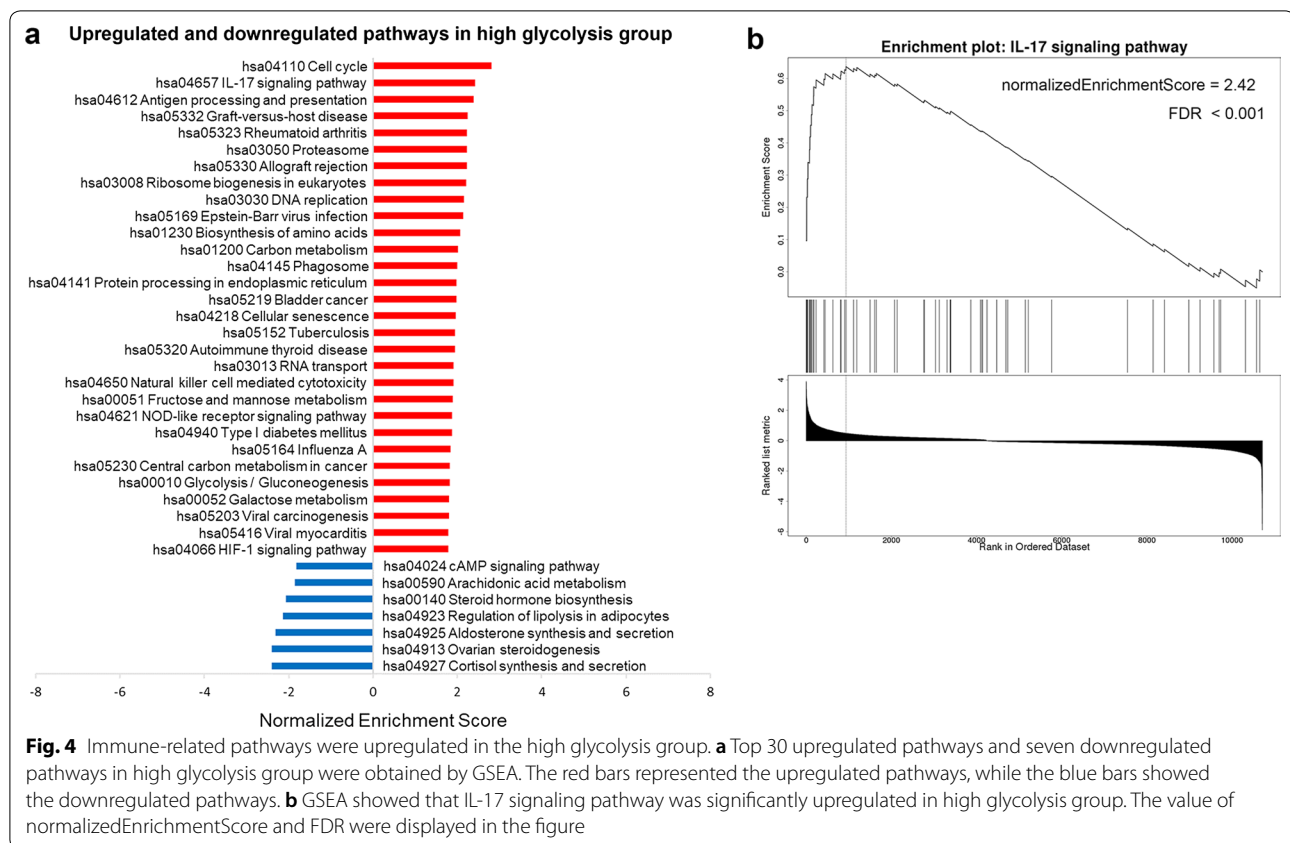 a Upregulated and downregulated pathways in high glycolysis group
hsa04110 Cell cycle
hsa04657 IL-17 signaling pathway
hsa04612 Antigen processing and presentation
hsa05332 Graft-versus-host disease
hsa05323 Rheumatoid arthritis
hsa03050 Proteasome
hsa05330 Allograft rejection
hsa03008 Ribosome biogenesis in eukaryotes
hsa03030 DNA replication
hsa05169 Epstein-Barr virus infection
hsa01230 Biosynthesis of amino acids
hsa01200 Carbon metabolism
hsa04145 Phagosome
hsa04141 Protein processing in endoplasmic reticulum
hsa05219 Bladder cancer
hsa04218 Cellular senescence
hsa05152 Tuberculosis
hsa05320 Autoimmune thyroid disease
hsa03013 RNA transport
hsa04650 Natural killer cell mediated cytotoxicity
hsa00051 Fructose and mannose metabolism
hsa04621 NOD-like receptor signaling pathway
hsa04940 Type I diabetes mellitus
hsa05164 Influenza A
hsa05230 Central carbon metabolism in cancer
hsa00010 Glycolysis / Gluconeogenesis
hsa00052 Galactose metabolism
hsa05203 Viral carcinogenesis
hsa05416 Viral myocarditis
hsa04066 HIF-1 signaling pathway
hsa04024 cAMP signaling pathway
hsa00590 Arachidonic acid metabolism
hsa00140 Steroid hormone biosynthesis
hsa04923 Regulation of lipolysis in adipocytes
hsa04925 Aldosterone synthesis and secretion
hsa04913 Ovarian steroidogenesis
hsa04927 Cortisol synthesis and secretion
-8 -6 -4 -2 0 2 4 6 8
Normalized Enrichment Score
b
Enrichment plot: IL-17 signaling pathway
normalizedEnrichmentScore = 2.42
FDR < 0.001
Enrichment Score
0.6
0.5
0.4
0.3
0.2
0.1
0.0
Ranked list metric
4
2
0
-2
-4
-6
0 2000 4000 6000 8000 10000
Rank in Ordered Dataset
Fig. 4 Immune-related pathways were upregulated in the high glycolysis group. a Top 30 upregulated pathways and seven downregulated
pathways in high glycolysis group were obtained by GSEA. The red bars represented the upregulated pathways, while the blue bars showed
the downregulated pathways. b GSEA showed that IL-17 signaling pathway was significantly upregulated in high glycolysis group. The value of
normalizedEnrichmentScore and FDR were displayed in the figure